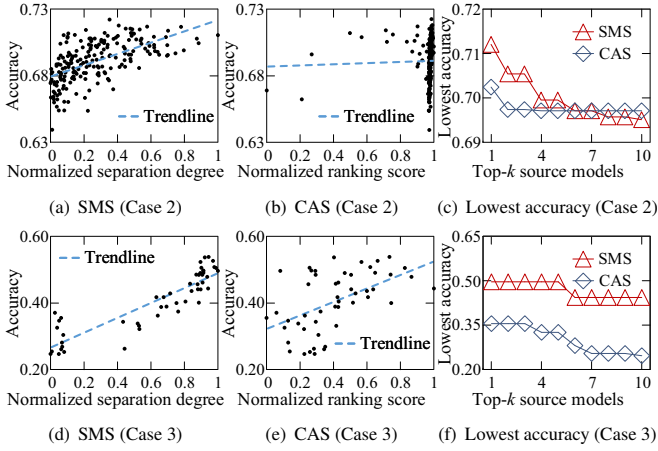 0.73
0.68
0.63
Accuracy
Trendline
0 0.2 0.4 0.6 0.8 1
Normalized separation degree
(a) SMS (Case 2)
0.73
0.68
0.63
Accuracy
Trendline
0 0.2 0.4 0.6 0.8 1
Normalized ranking score
(b) CAS (Case 2)
0.72
0.71
0.70
0.69
Lowest accuracy
SMS
CAS
1 4 7 10
Top-k source models
(c) Lowest accuracy (Case 2)
0.60
0.40
0.20
Accuracy
Trendline
0 0.2 0.4 0.6 0.8 1
Normalized separation degree
(d) SMS (Case 3)
0.60
0.40
0.20
Accuracy
Trendline
0 0.2 0.4 0.6 0.8 1
Normalized ranking score
(e) CAS (Case 3)
0.65
0.50
0.35
0.20
Lowest accuracy
SMS
CAS
1 4 7 10
Top-k source models
(f) Lowest accuracy (Case 3)